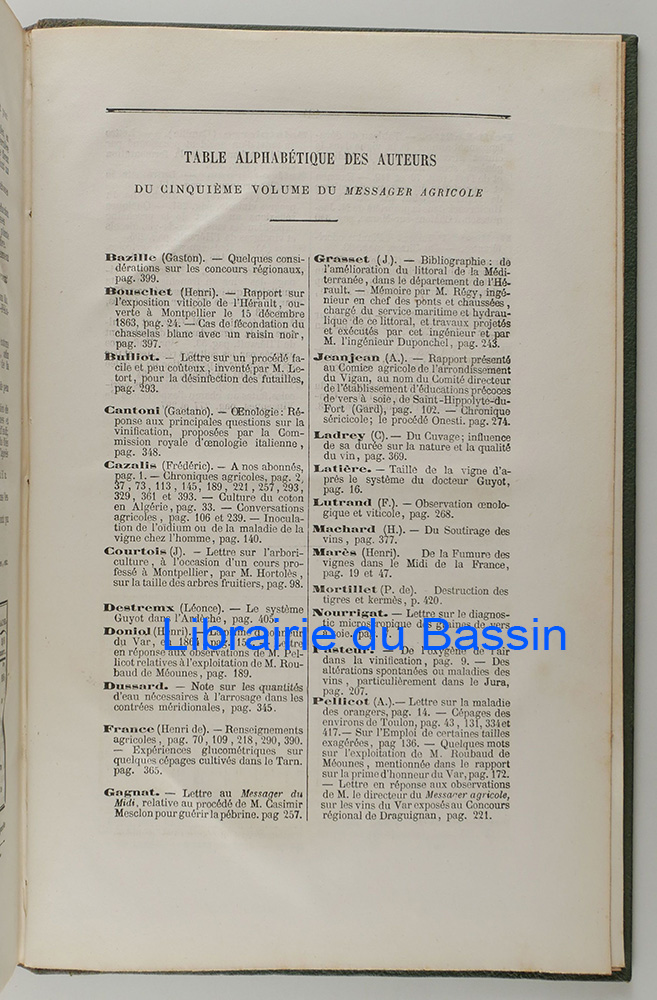 TABLE ALPHABÉTIQUE DES AUTEURS
DU CINQUIÈME VOLUME DU MESSAGER AGRICOLE
Bazille (Gaston). — Quelques consi-
dérations sur les concours régionaux,
pag. 399.
Bouschet (Henri). — Rapport sur
l'exposition viticole de l'Hérault, ou-
verte à Montpellier le 15 décembre
1863, pag. 24. — Cas de fécondation du
chasselas blanc avec un raisin noir,
pag. 397.
Bulliot. — Lettre sur un procédé fa-
cile et peu coûteux, inventé par M. Le-
tort, pour la désinfection des futailles,
pag. 293.
Cantoni (Gaetano). — Œnologie: Ré-
ponse aux principales questions sur la
vinification, proposées par la Com-
mission royale d'œnologie italienne,
pag. 348.
Cazalis (Frédéric). — A nos abonnés,
pag. 1. — Chroniques agricoles, pag. 2,
37, 73, 113, 145, 189, 221, 257, 293,
329, 361 et 393. — Culture du coton
en Algérie, pag. 33. — Conversations
agricoles, pag. 106 et 239. — Inocula-
tion de l'oïdium ou de la maladie de la
vigne chez l'homme, pag. 140.
Courtois (J). — Lettre sur l'arbori-
culture, à l'occasion d'un cours pro-
fessé à Montpellier, par M. Hortolès,
sur la taille des arbres fruitiers, pag. 98.
Destremx (Léonce). — Le système
Guyot dans l'Ardèche, pag. 405.
Doniol (Henri). — La prime d'honneur
du Var, en 1864, pag. 15 — Lettre
en réponse aux observations de M. Pel-
licot relatives à l'exploitation de M. Rou-
baud de Méounes, pag. 189.
Dussard. — Note sur les quantités
d'eau nécessaires à l'arrosage dans les
contrées méridionales, pag. 345.
France (Henri de). — Renseignements
agricoles, pag. 70, 109, 218, 290, 390.
— Expériences glucométriques sur
quelques cépages cultivés dans le Tarn.
pag. 365.
Gagnat. — Lettre au Messager du
Midi, relative au procédé de M. Casimir
Mesclon pour guérir la pébrine. pag 257.
Grasset (J.). — Bibliographie: de
l'amélioration du littoral de la Médi-
terranée, dans le département de l'Hé-
rault. — Mémoire par M. Régy, ingé-
nieur en chef des ponts et chaussées,
chargé du service maritime et hydrau-
lique de ce littoral, et travaux projetés
et exécutés par cet ingénieur et par
M. l'ingénieur Duponchel, pag. 243.
Jeanjean (A.). — Rapport présenté
au Comice agricole de l'arrondissement
du Vigan, au nom du Comité directeur
de l'établissement d'éducations précoces
de vers à soie, de Saint-Hippolyte-du-
Fort (Gard), pag. 102. — Chronique
séricicole; le procédé Onesti. pag. 274.
Ladrey (C). — Du Cuvage; influence
de sa durée sur la nature et la qualité
du vin, pag. 369.
Latière. — Taille de la vigne d'a-
près le système du docteur Guyot,
pag. 16.
Lutrand (F.). — Observation œnolo-
gique et viticole, pag. 268.
Machard (H.). — Du Soutirage des
vins, pag. 377.
Marès (Henri). De la Fumure des
vignes dans le Midi de la France,
pag. 19 et 47.
Mortillet (P. de). Destruction des
tigres et kermès, p. 420.
Nourrigat. — Lettre sur le diagnos-
tic microscopique des graines de vers
à soie, pag.
Pasteur. — De l'oxygène de l'air
dans la vinification, pag. 9. — Des
altérations spontanées ou maladies des
vins, particulièrement dans le Jura,
pag. 207.
Pellicot (A.). — Lettre sur la maladie
des orangers, pag. 14. — Cépages des
environs de Toulon, pag. 43, 131, 334 et
417. — Sur l'Emploi de certaines tailles
exagérées, pag 136. — Quelques mots
sur l'exploitation de M. Roubaud de
Méounes, mentionnée dans le rapport
sur la prime d'honneur du Var, pag. 172.
— Lettre en réponse aux observations
de M. le directeur du Messager agricole,
sur les vins du Var exposés au Concours
régional de Draguignan, pag. 221.
Librairie du Bassin